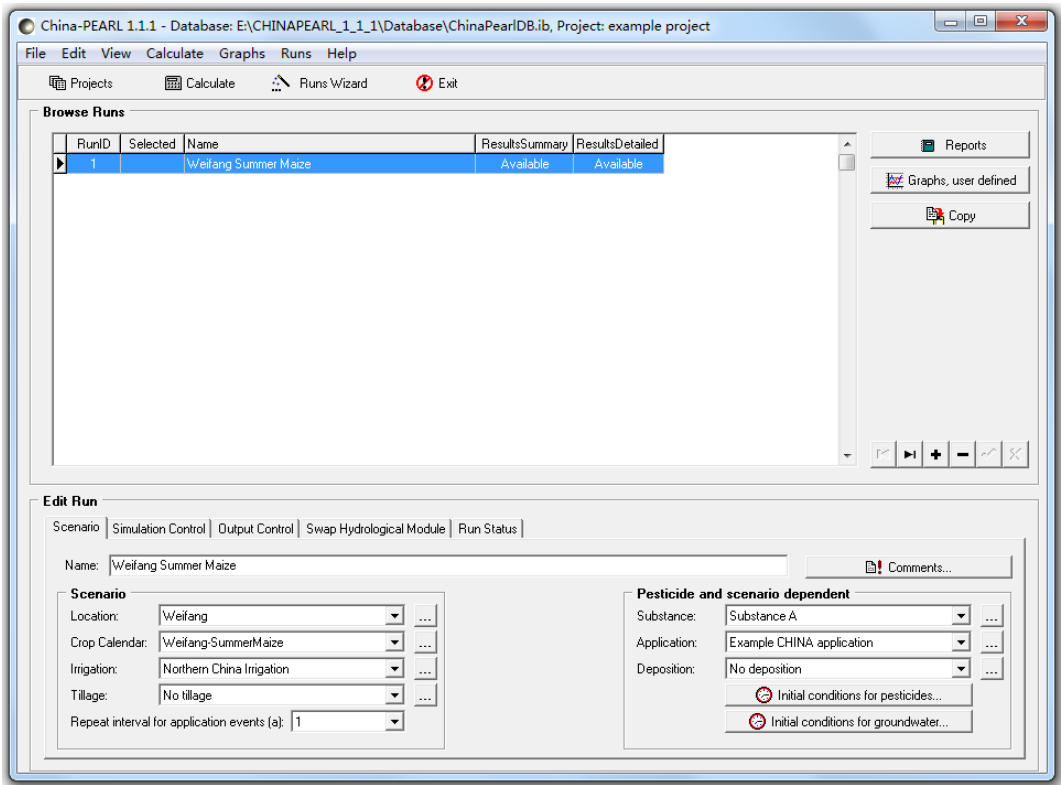 China-PEARL 1.1.1 - Database: E:\CHINAPEARL_1_1_1\Database\ChinaPearlDB.ib, Project: example project
File Edit View Calculate Graphs Runs Help
Projects Calculate Runs Wizard Exit
Browse Runs
RunID Selected Name ResultsSummary ResultsDetailed
1 Weifang Summer Maize Available Available
Reports
Graphs, user defined
Copy
Edit Run
Scenario Simulation Control Output Control Swap Hydrological Module Run Status
Name: Weifang Summer Maize Comments...
Scenario Pesticide and scenario dependent
Location: Weifang ... Substance: Substance A ...
Crop Calendar: Weifang-SummerMaize ... Application: Example CHINA application ...
Irrigation: Northern China Irrigation ... Deposition: No deposition ...
Tillage: No tillage ... Initial conditions for pesticides...
Repeat interval for application events (a): 1 Initial conditions for groundwater...